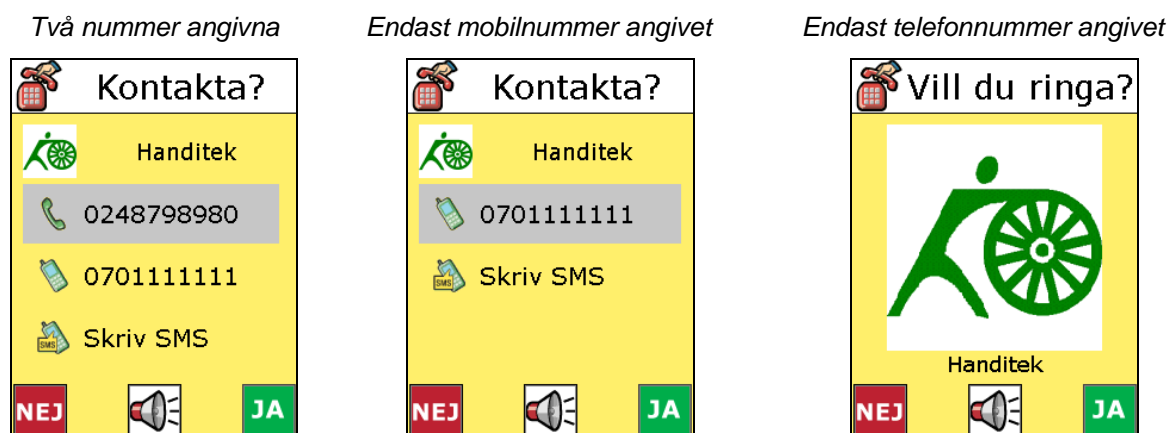 Två nummer angivna
Kontakta?
Handitek
0248798980
0701111111
Skriv SMS
NEJ
JA
Endast mobilnummer angivet
Kontakta?
Handitek
0701111111
Skriv SMS
NEJ
JA
Endast telefonnummer angivet
Vill du ringa?
Handitek
NEJ
JA